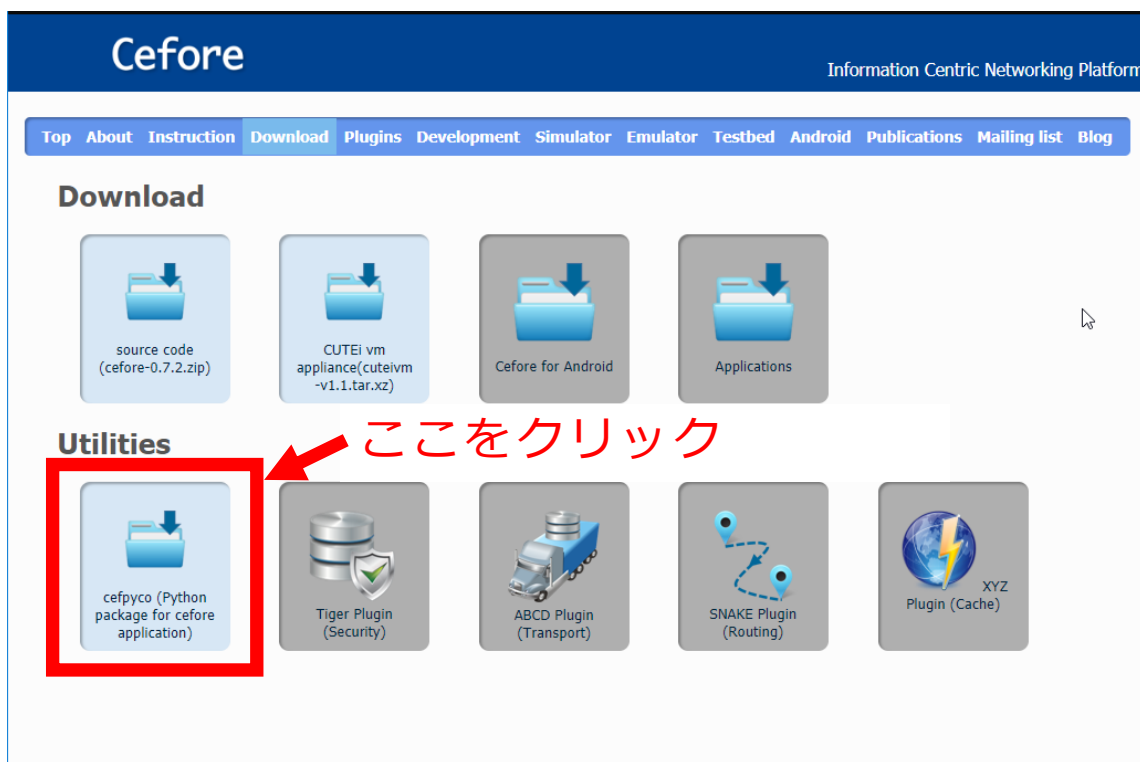 Cefore
Information Centric Networking Platform
Top About Instruction Download Plugins Development Simulator Emulator Testbed Android Publications Mailing list Blog
Download
source code
(cefore-0.7.2.zip)
CUTEi vm
appliance(cuteivm
-v1.1.tar.xz)
Cefore for Android
Applications
ここをクリック
Utilities
cefpyco (Python
package for cefore
application)
Tiger Plugin
(Security)
ABCD Plugin
(Transport)
SNAKE Plugin
(Routing)
XYZ
Plugin (Cache)